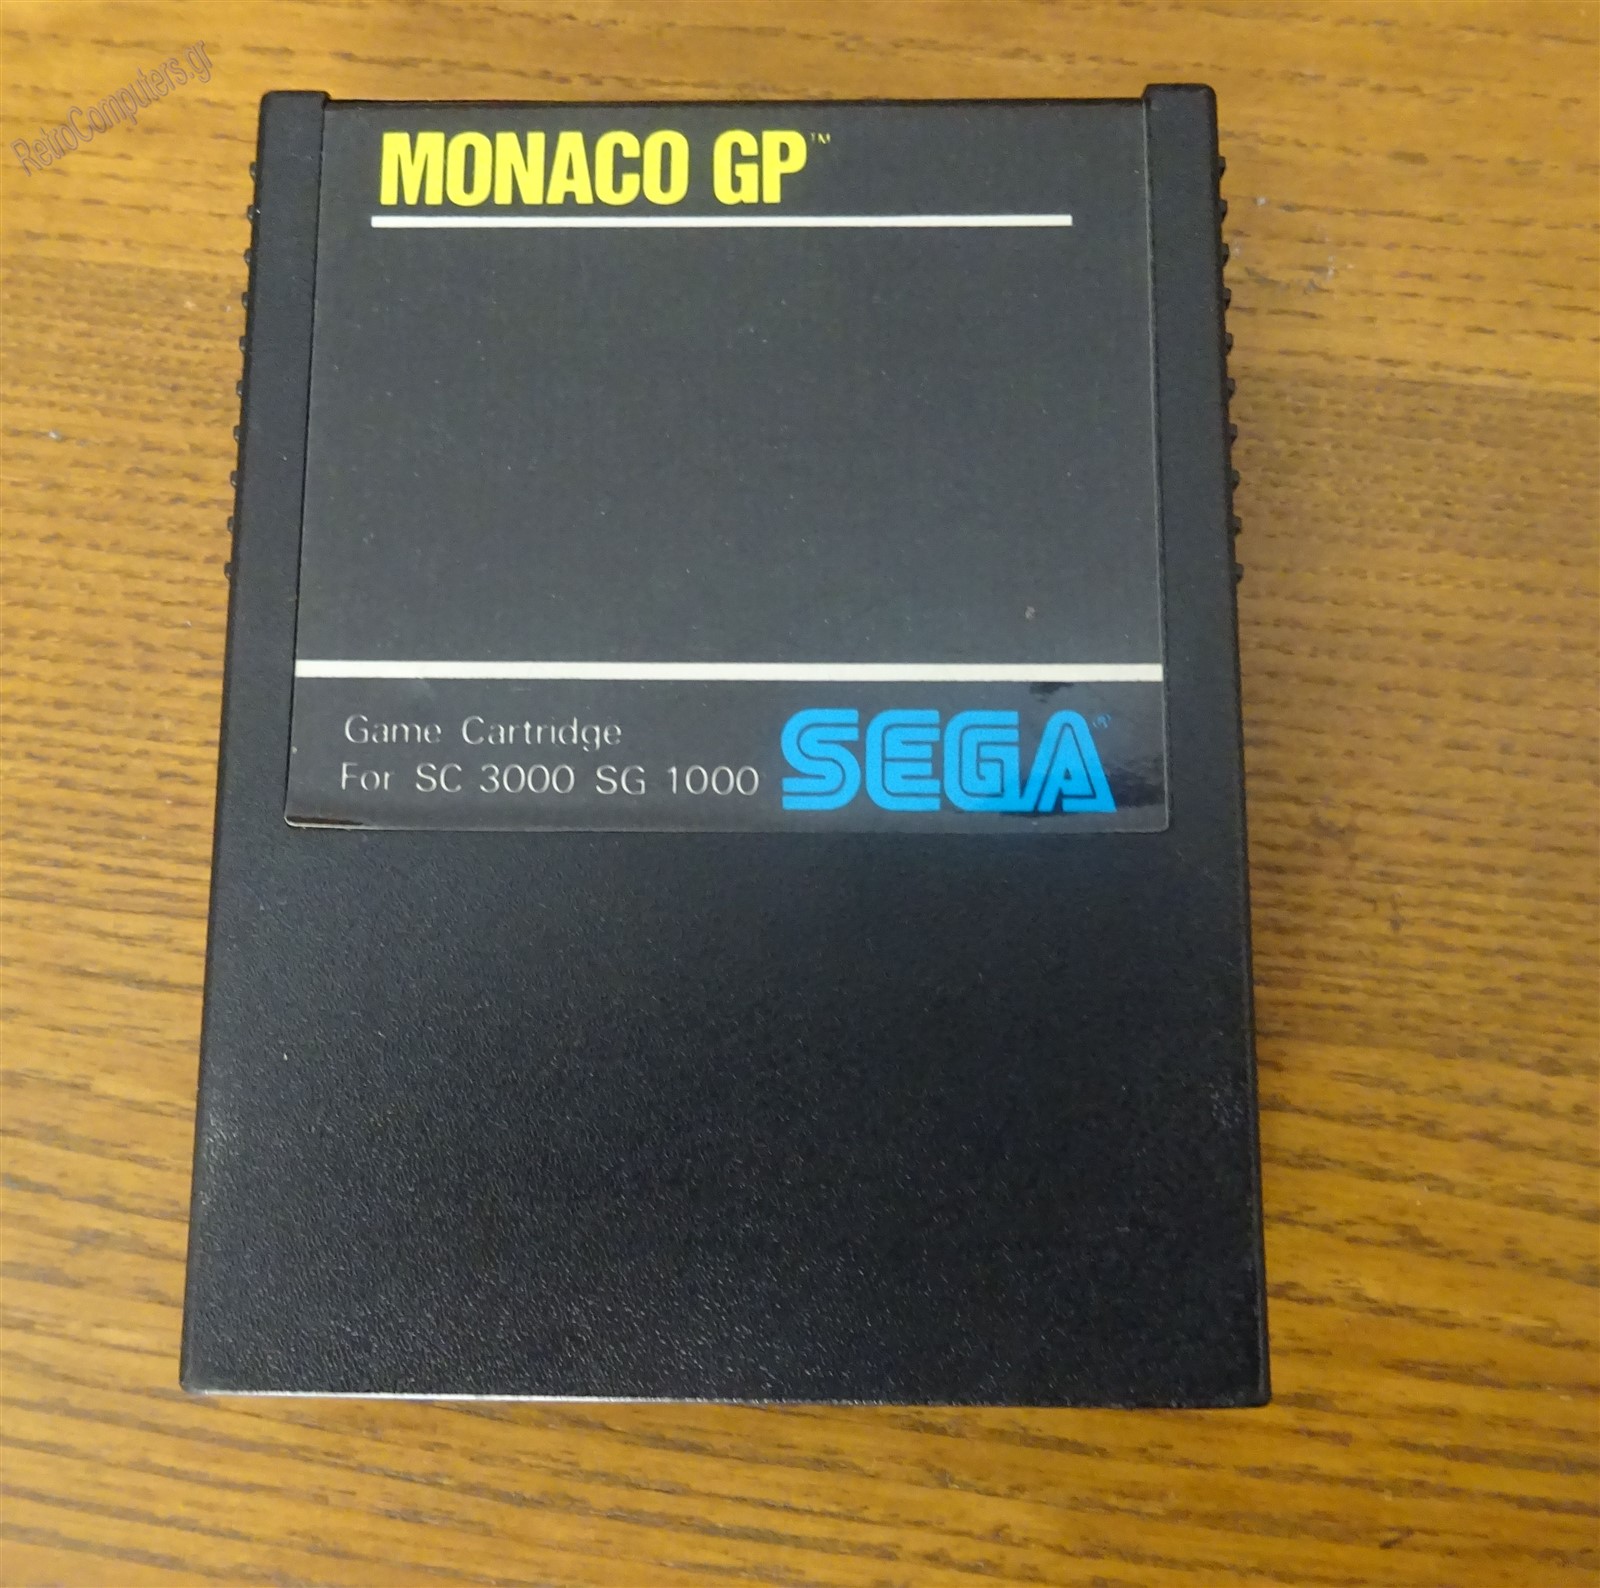 RetroComputers.gr
MONACO GP™
Game Cartridge
For SC 3000 SG 1000
SEGA®